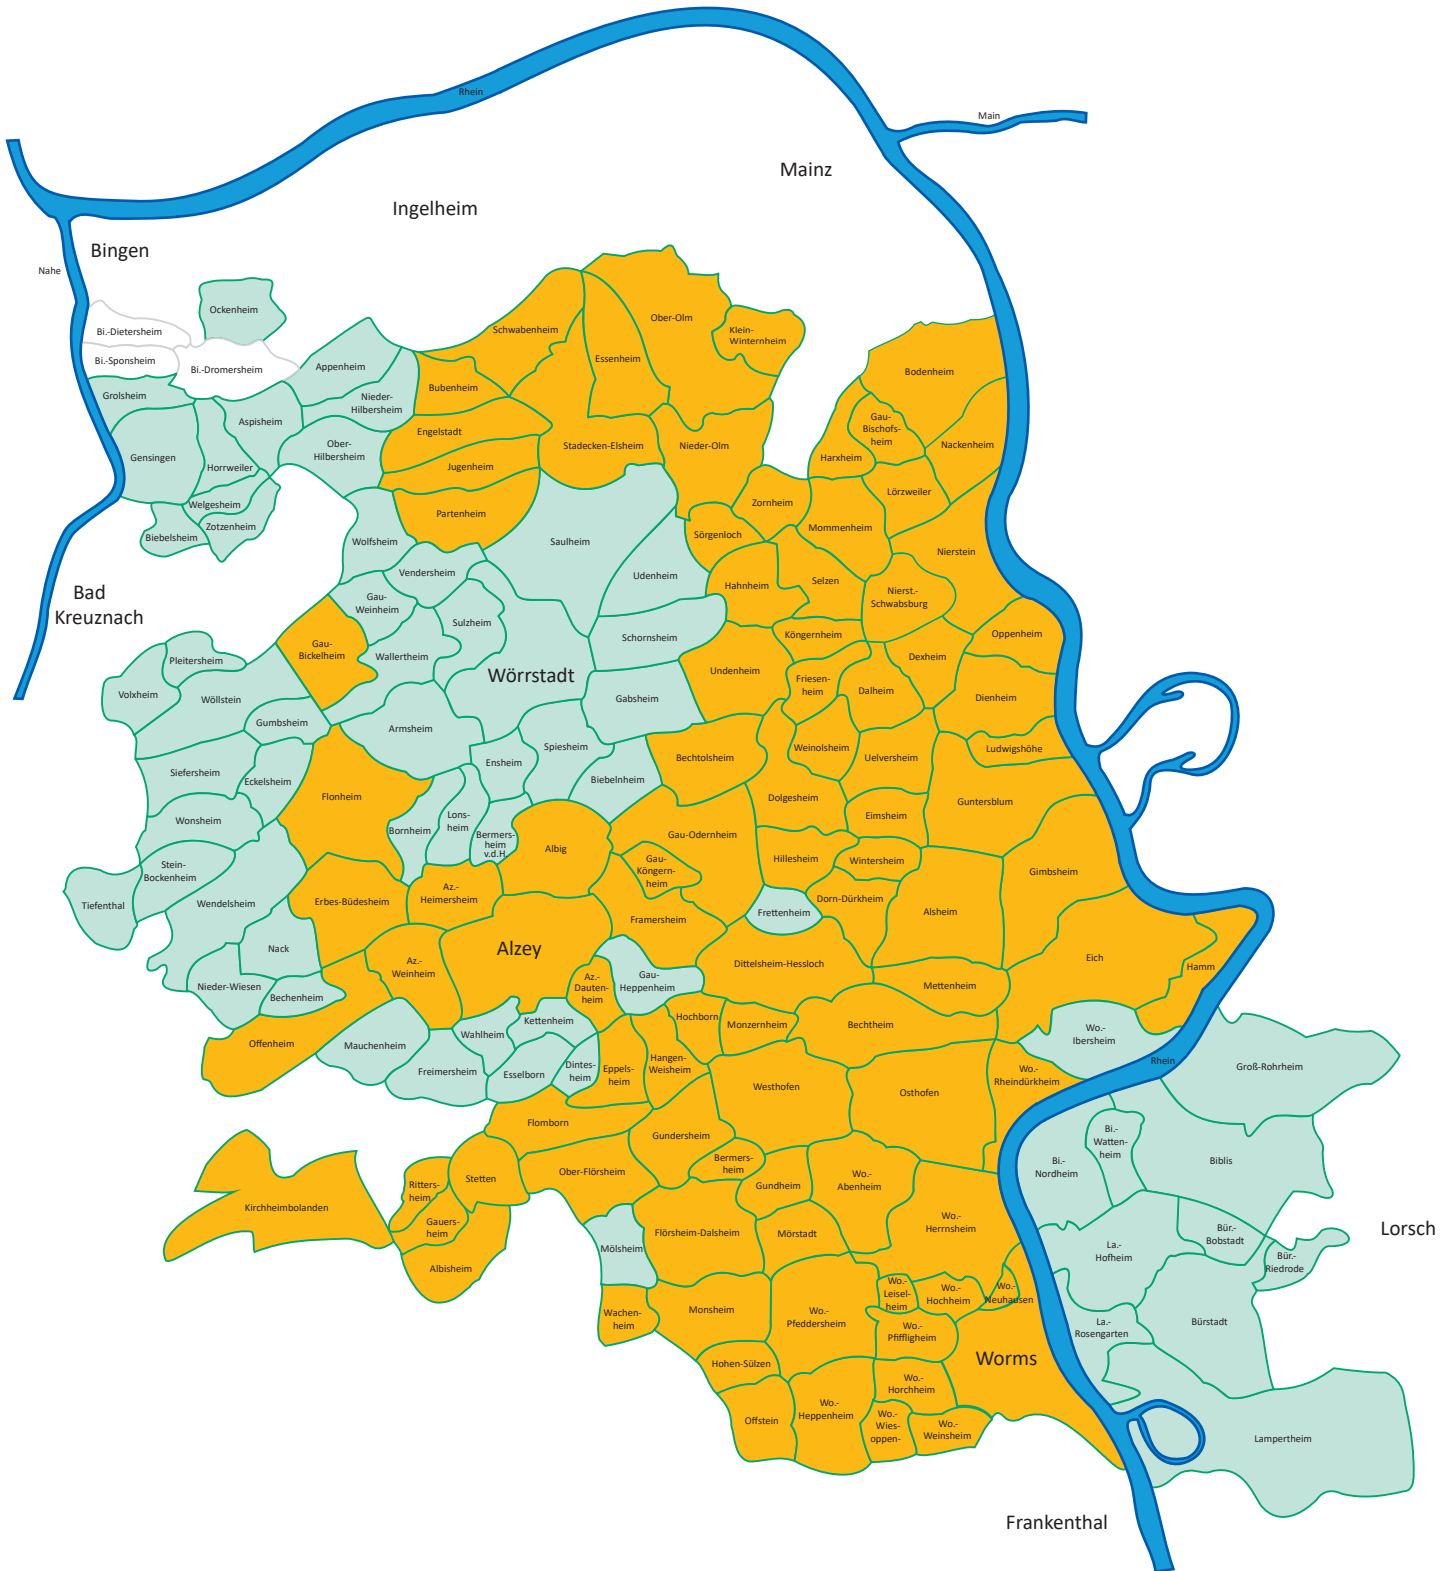 Rhein
Main
Mainz
Ingelheim
Bingen
Nahe
Ockenheim
Bi.-Dietersheim
Bi.-Sponsheim
Bi.-Dromersheim
Appenheim
Nieder-
Hilbersheim
Grolsheim
Aspisheim
Ober-
Hilbersheim
Gensingen
Horrweiler
Welgesheim
Zotzenheim
Biebelsheim
Schwabenheim
Bubenheim
Engelstadt
Jugenheim
Partenheim
Essenheim
Ober-Olm
Klein-
Winternheim
Stadecken-Elsheim
Nieder-Olm
Bodenheim
Gau-
Bischofs-
heim
Harxheim
Nackenheim
Lörzweiler
Zornheim
Mommenheim
Sörgenloch
Nierstein
Wolfsheim
Saulheim
Vendersheim
Udenheim
Hahnheim
Selzen
Nierst.-
Schwabsburg
Bad
Kreuznach
Gau-
Weinheim
Sulzheim
Schornsheim
Köngernheim
Oppenheim
Gau-
Bickelheim
Wallertheim
Wörrstadt
Undenheim
Dexheim
Pleitersheim
Volxheim
Wöllstein
Gabsheim
Friesen-
heim
Dalheim
Dienheim
Gumbsheim
Armsheim
Spiesheim
Ensheim
Bechtolsheim
Weinolsheim
Uelversheim
Ludwigshöhe
Siefersheim
Eckelsheim
Biebelnheim
Flonheim
Dolgesheim
Guntersblum
Eimsheim
Wonsheim
Bornheim
Lons-
heim
Bermers-
heim
v.d.H.
Albig
Gau-Odernheim
Gau-
Köngern-
heim
Hillesheim
Wintersheim
Gimbsheim
Stein-
Bockenheim
Tiefenthal
Wendelsheim
Erbes-Büdesheim
Az.-
Heimersheim
Framersheim
Frettenheim
Dorn-Dürkheim
Alsheim
Nack
Alzey
Az.-
Weinheim
Dittelsheim-Hessloch
Eich
Hamm
Nieder-Wiesen
Bechenheim
Az.-
Dauten-
heim
Gau-
Heppenheim
Mettenheim
Offenheim
Mauchenheim
Wahlheim
Kettenheim
Hochborn
Monzernheim
Bechtheim
Wo.-
Ibersheim
Freimersheim
Esselborn
Dintes-
heim
Eppels-
heim
Hangen-
Weisheim
Westhofen
Osthofen
Wo.-
Rheindürkheim
Rhein
Groß-Rohrheim
Flomborn
Gundersheim
Bermers-
heim
Bi.-
Watten-
heim
Bi.-
Nordheim
Biblis
Ober-Flörsheim
Stetten
Ritters-
heim
Gundheim
Wo.-
Abenheim
Kirchheimbolanden
Gauers-
heim
Wo.-
Herrnsheim
Lorsch
Albisheim
Mölsheim
Flörsheim-Dalsheim
Mörstadt
La.-
Hofheim
Bür.-
Bobstadt
Bür.-
Riedrode
Wachen-
heim
Monsheim
Wo.-
Pfeddersheim
Wo.-
Leisel-
heim
Wo.-
Hochheim
Wo.-
Neuhausen
La.-
Rosengarten
Bürstadt
Wo.-
Pfiffligheim
Hohen-Sülzen
Worms
Wo.-
Horchheim
Offstein
Wo.-
Heppenheim
Wo.-
Wies-
oppen-
Wo.-
Weinsheim
Lampertheim
Frankenthal